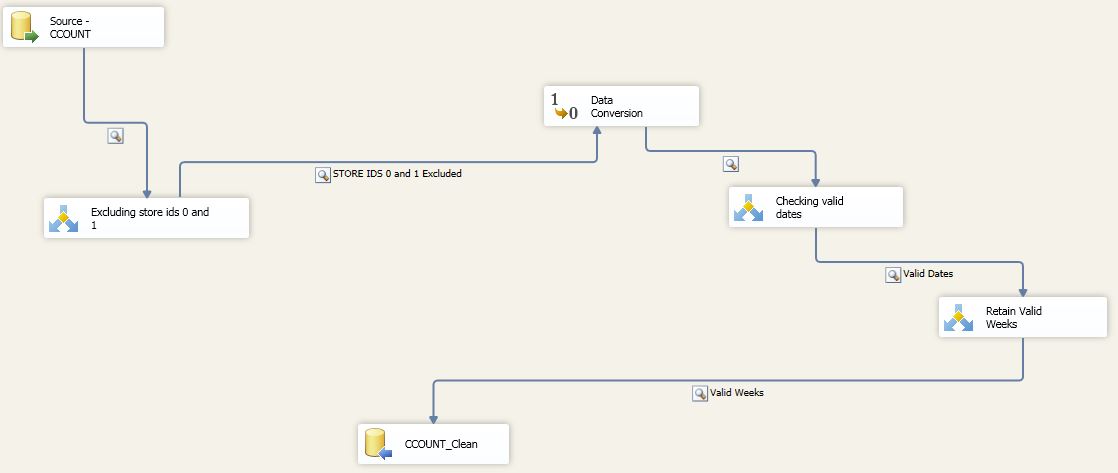 Source -
CCOUNT
1
0
Data
Conversion
STORE IDS 0 and 1 Excluded
Excluding store ids 0 and
1
Checking valid
dates
Valid Dates
Retain Valid
Weeks
Valid Weeks
CCOUNT_Clean